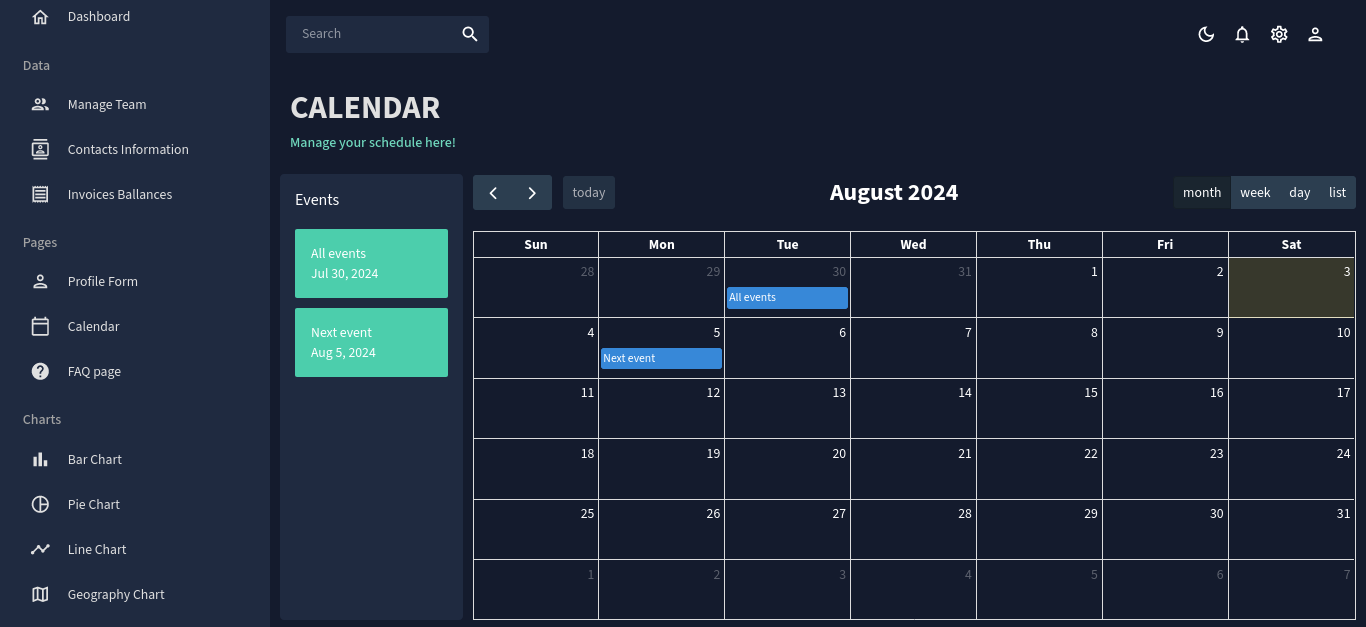 Dashboard
Data
Manage Team
Contacts Information
Invoices Ballances
Pages
Profile Form
Calendar
FAQ page
Charts
Bar Chart
Pie Chart
Line Chart
Geography Chart
Search
CALENDAR
Manage your schedule here!
Events
All events
Jul 30, 2024
Next event
Aug 5, 2024
today
August 2024
month week day list
Sun Mon Tue Wed Thu Fri Sat
28 29 30 31 1 2 3
All events
4 5 6 7 8 9 10
Next event
11 12 13 14 15 16 17
18 19 20 21 22 23 24
25 26 27 28 29 30 31
1 2 3 4 5 6 7